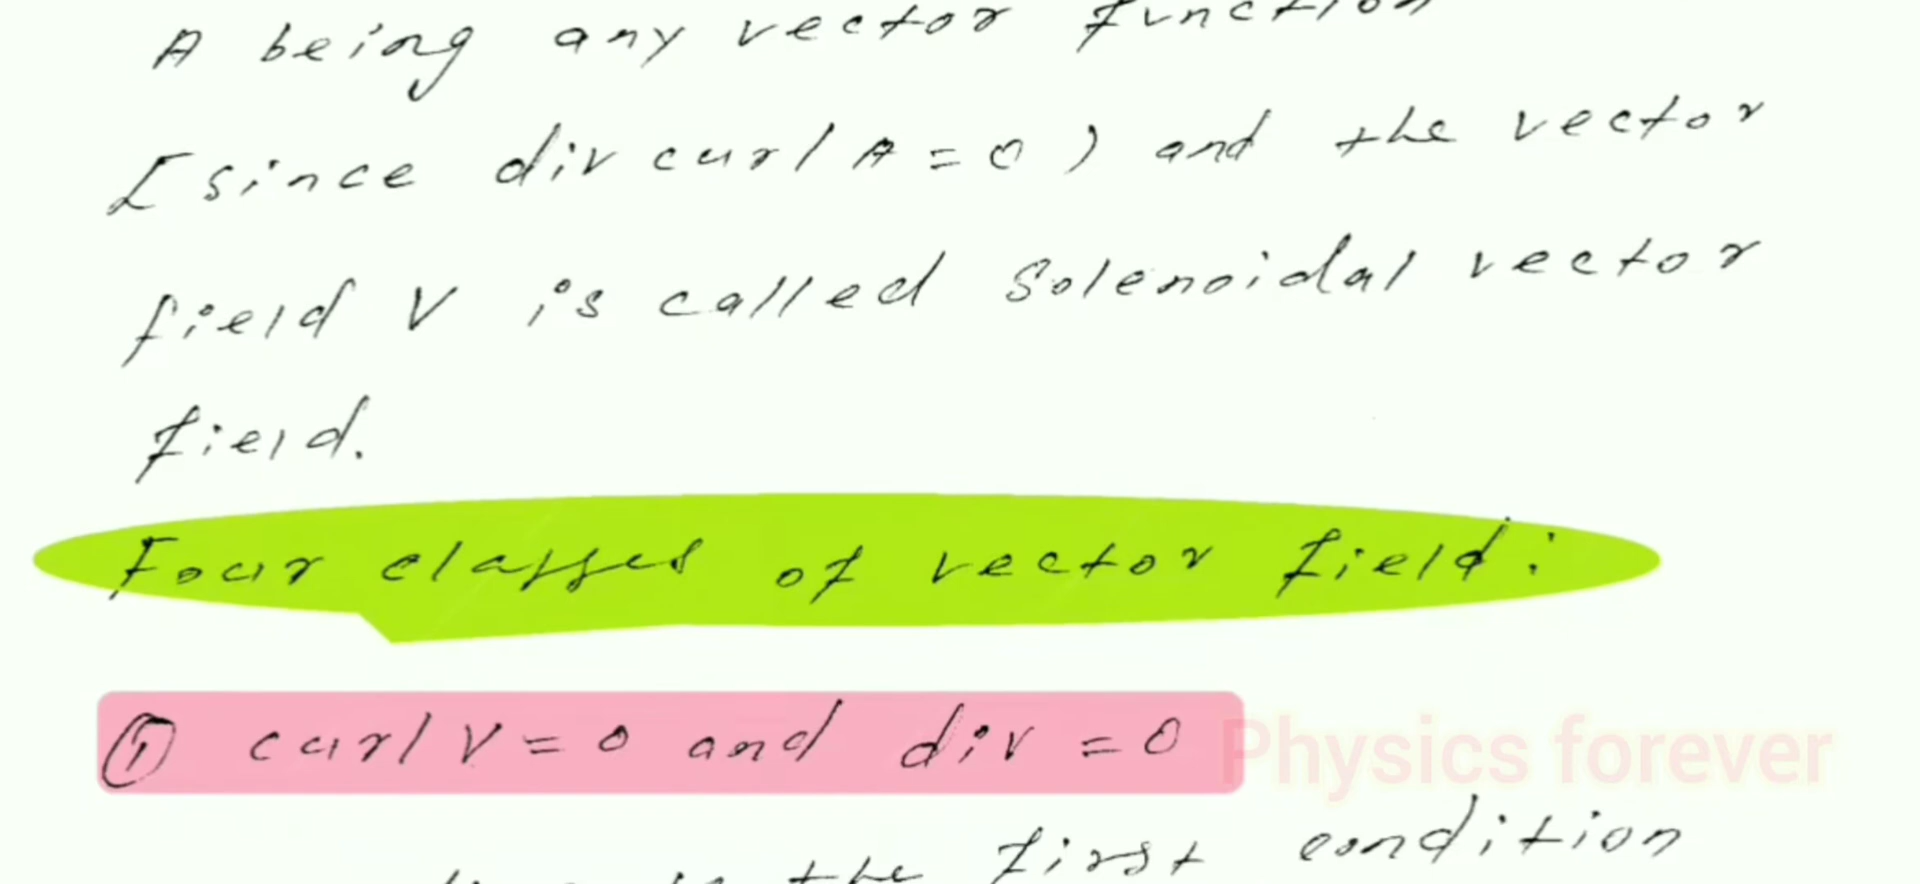 A being any vector function
[since div curl A = 0) and the vector
field V is called Solenoidal vector
field.
Four classes of vector field:
① curl V = 0 and div = 0
Physics forever
the first condition